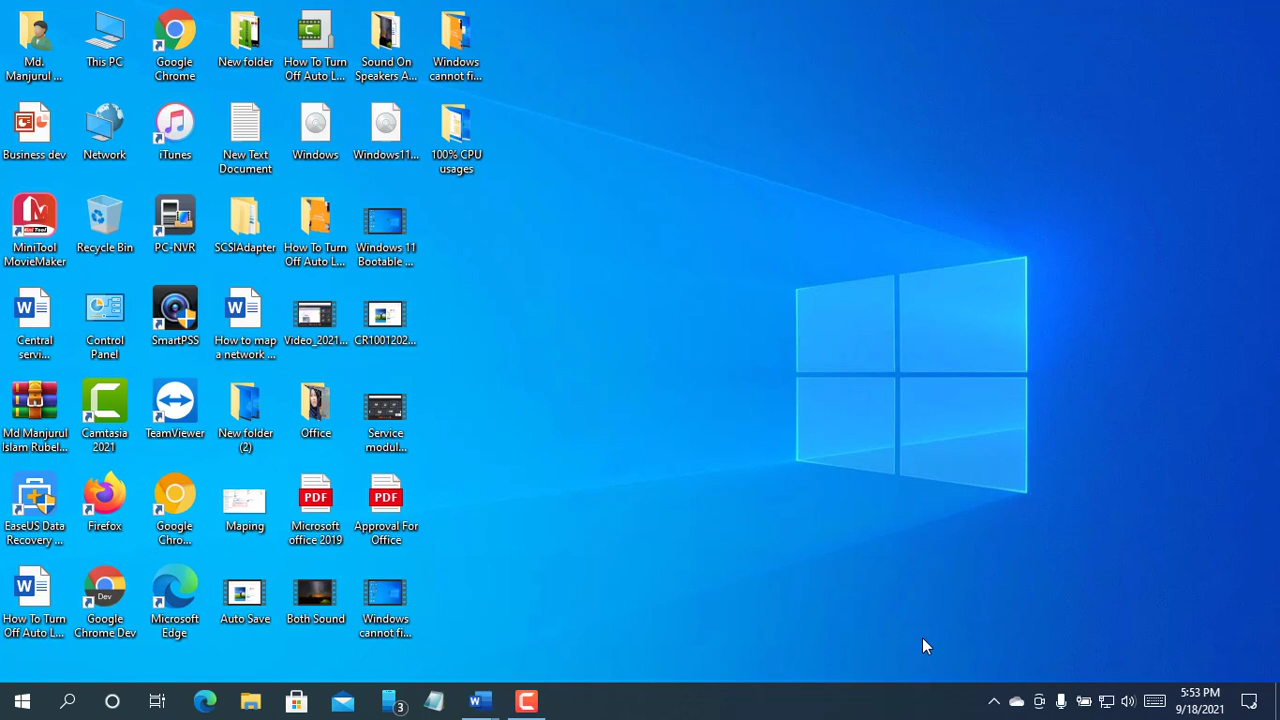 Md.
Manjurul ...
This PC
Google
Chrome
New folder
How To Turn
Off Auto L...
Sound On
Speakers A...
Windows
cannot fi...
Business dev
Network
iTunes
New Text
Document
Windows
Windows11...
100% CPU
usages
MiniTool
MovieMaker
Recycle Bin
PC-NVR
SCSIAdapter
How To Turn
Off Auto L...
Windows 11
Bootable ...
Central
servi...
Control
Panel
SmartPSS
How to map
a network ...
Video_2021...
CR1001202...
Md Manjurul
Islam Rubel...
Camtasia
2021
TeamViewer
New folder
(2)
Office
Service
modul...
EaseUS Data
Recovery ...
Firefox
Google
Chro...
Maping
PDF
Microsoft
office 2019
PDF
Approval For
Office
How To Turn
Off Auto L...
Dev
Google
Chrome Dev
Microsoft
Edge
Auto Save
Both Sound
Windows
cannot fi...
3
5:53 PM
9/18/2021